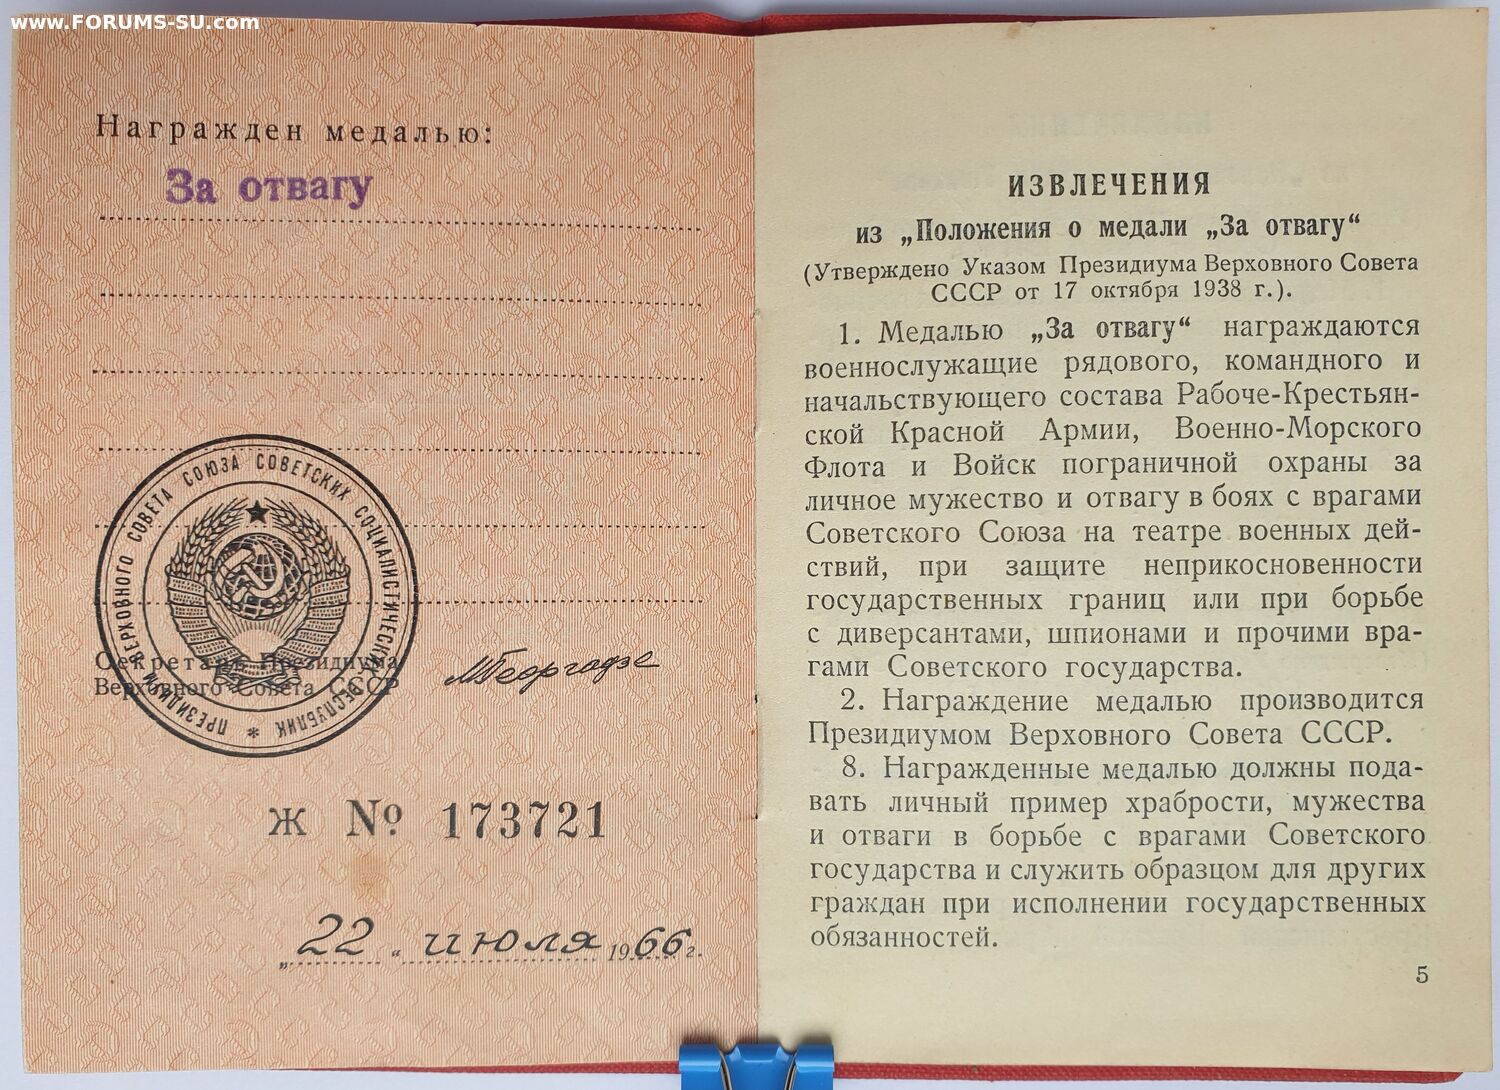 www.FORUMS-SU.com
Награжден медалью:
За отвагу
ПРЕЗИДИУМ ВЕРХОВНОГО СОВЕТА СОЮЗА СОВЕТСКИХ СОЦИАЛИСТИЧЕСКИХ РЕСПУБЛИК *
Секретарь Президиума
Верховного Совета СССР
МГеоргадзе
Ж № 173721
„22“ июля 1966 г.
ИЗВЛЕЧЕНИЯ
из „Положения о медали „За отвагу“
(Утверждено Указом Президиума Верховного Совета
СССР от 17 октября 1938 г.).
1. Медалью „За отвагу“ награждаются
военнослужащие рядового, командного и
начальствующего состава Рабоче-Крестьян-
ской Красной Армии, Военно-Морского
Флота и Войск пограничной охраны за
личное мужество и отвагу в боях с врагами
Советского Союза на театре военных дей-
ствий, при защите неприкосновенности
государственных границ или при борьбе
с диверсантами, шпионами и прочими вра-
гами Советского государства.
2. Награждение медалью производится
Президиумом Верховного Совета СССР.
8. Награжденные медалью должны пода-
вать личный пример храбрости, мужества
и отваги в борьбе с врагами Советского
государства и служить образцом для других
граждан при исполнении государственных
обязанностей.
5